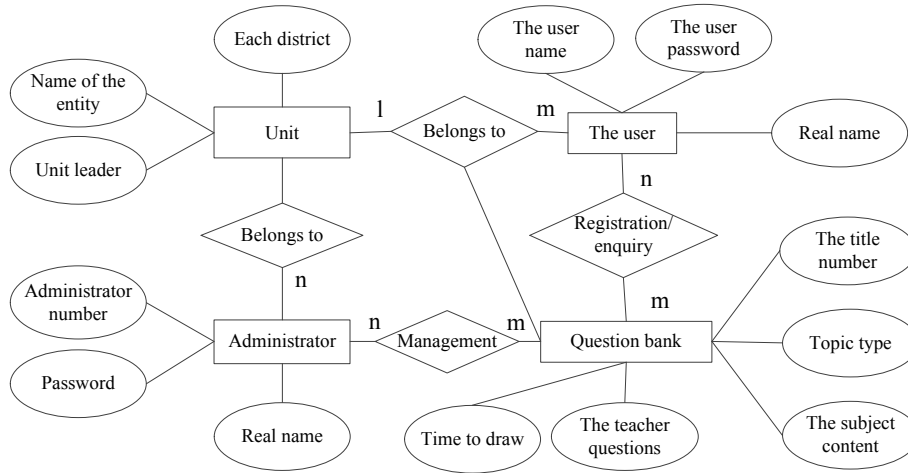 Each district
The user
name
The user
password
Name of the
entity
Unit
l
Belongs to
m
The user
Real name
Unit leader
n
Belongs to
Registration/
enquiry
The title
number
n
m
Administrator
number
Administrator
n
Management
m
Question bank
Topic type
Password
Real name
Time to draw
The teacher
questions
The subject
content